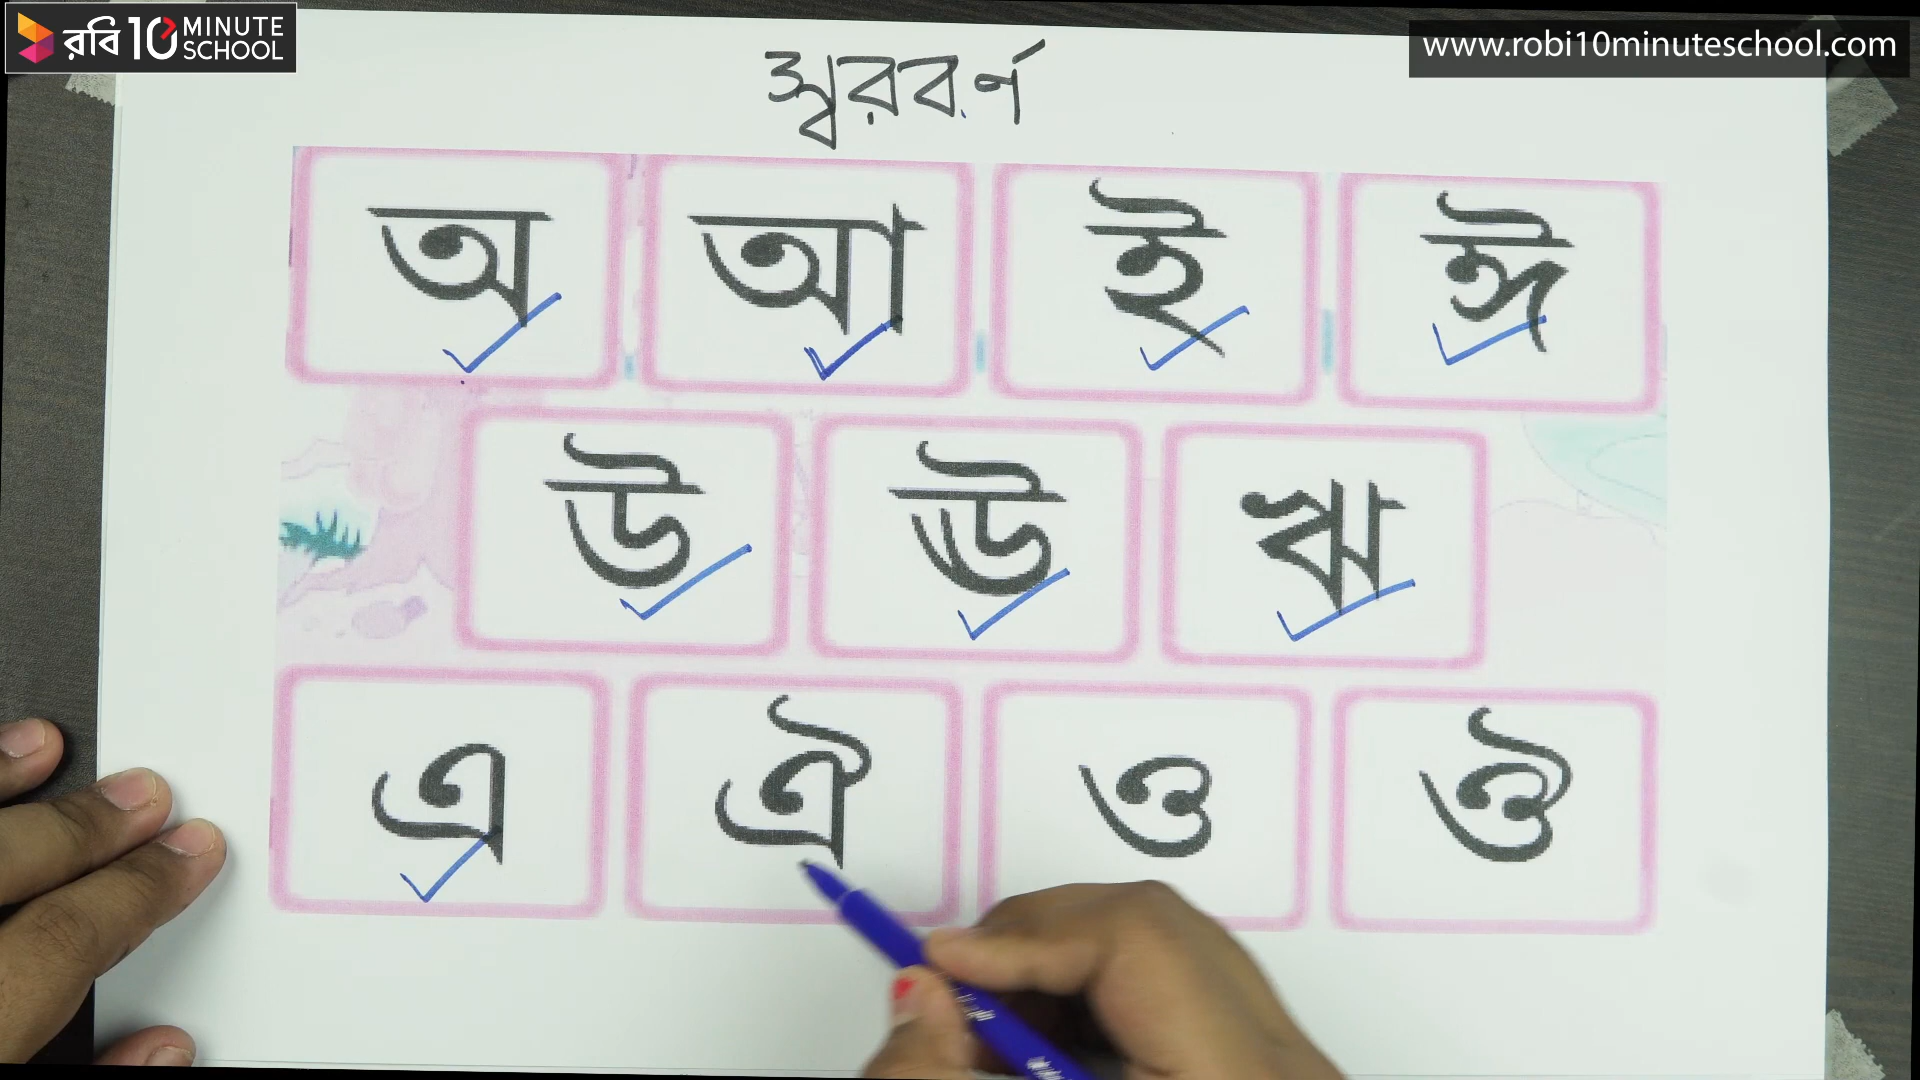 রবি 10 MINUTE SCHOOL
www.robi10minuteschool.com
স্বরবর্ণ
অ আ ই ঈ
উ ঊ ঋ
এ ঐ ও ঔ